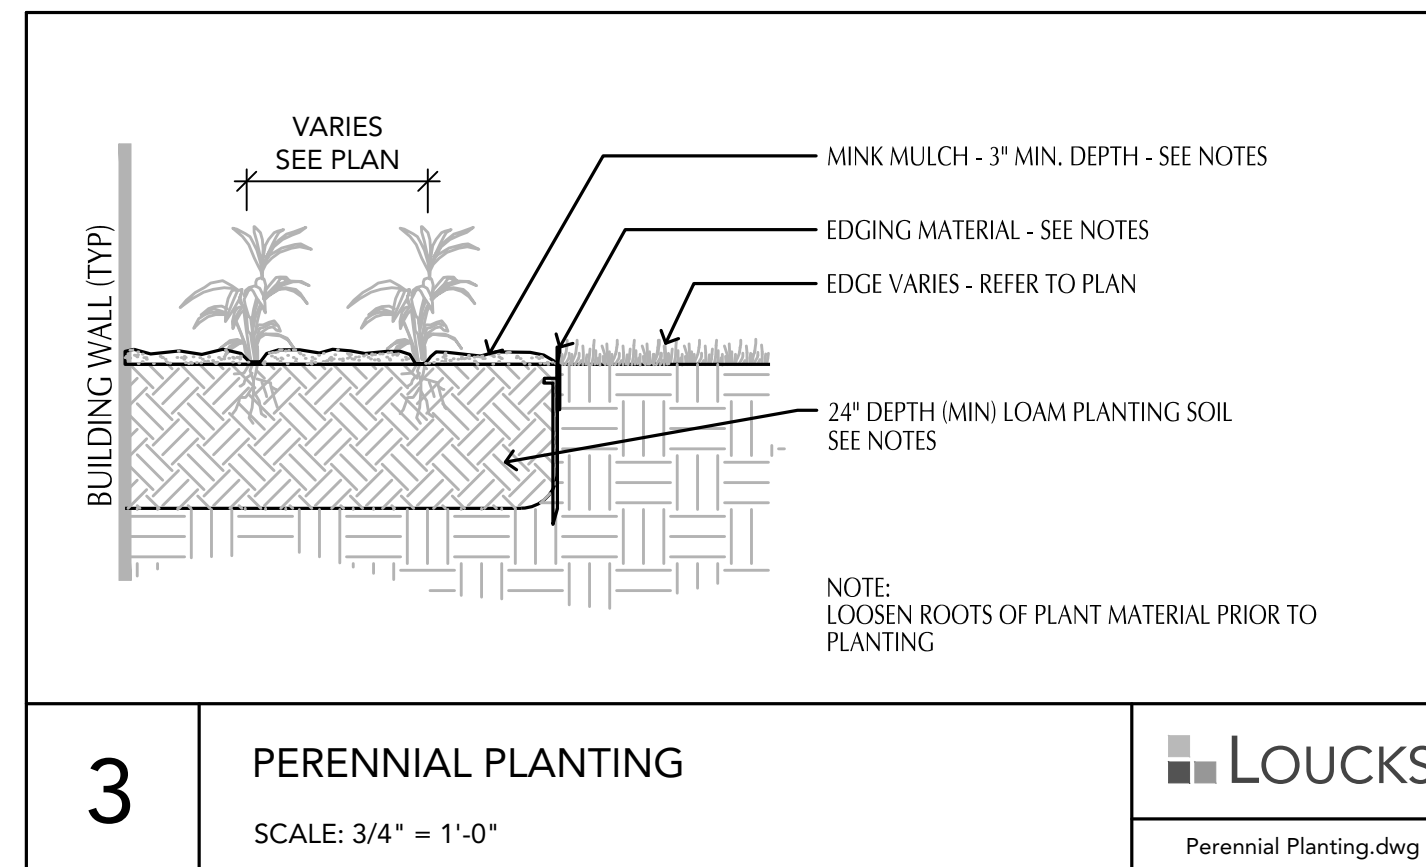 VARIES
SEE PLAN
BUILDING WALL (TYP)
MINK MULCH - 3" MIN. DEPTH - SEE NOTES
EDGING MATERIAL - SEE NOTES
EDGE VARIES - REFER TO PLAN
24" DEPTH (MIN) LOAM PLANTING SOIL
SEE NOTES
NOTE:
LOOSEN ROOTS OF PLANT MATERIAL PRIOR TO
PLANTING
3
PERENNIAL PLANTING
SCALE: 3/4" = 1'-0"
LOUCKS
Perennial Planting.dwg